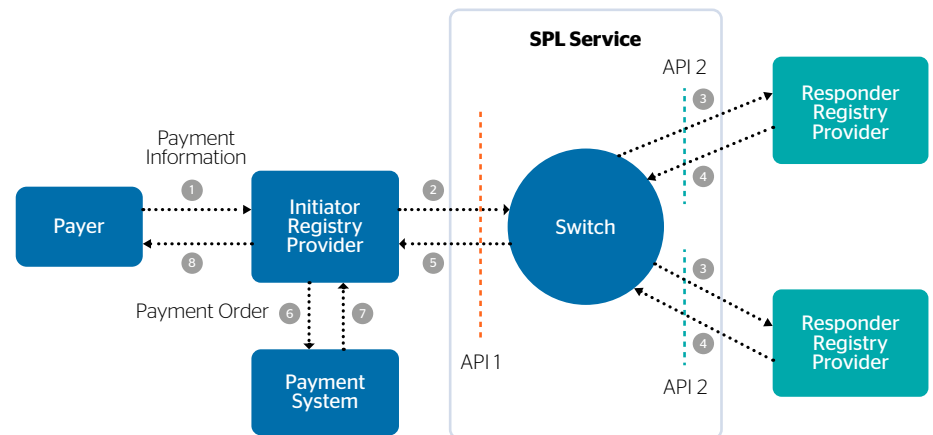 SPL Service
API 2
3
Responder
Registry
Provider
4
Payment
Information
1
2
Payer
Initiator
Registry
Provider
Switch
8
5
3
Payment Order
6
7
4
Responder
Registry
Provider
API 1
Payment
System
API 2